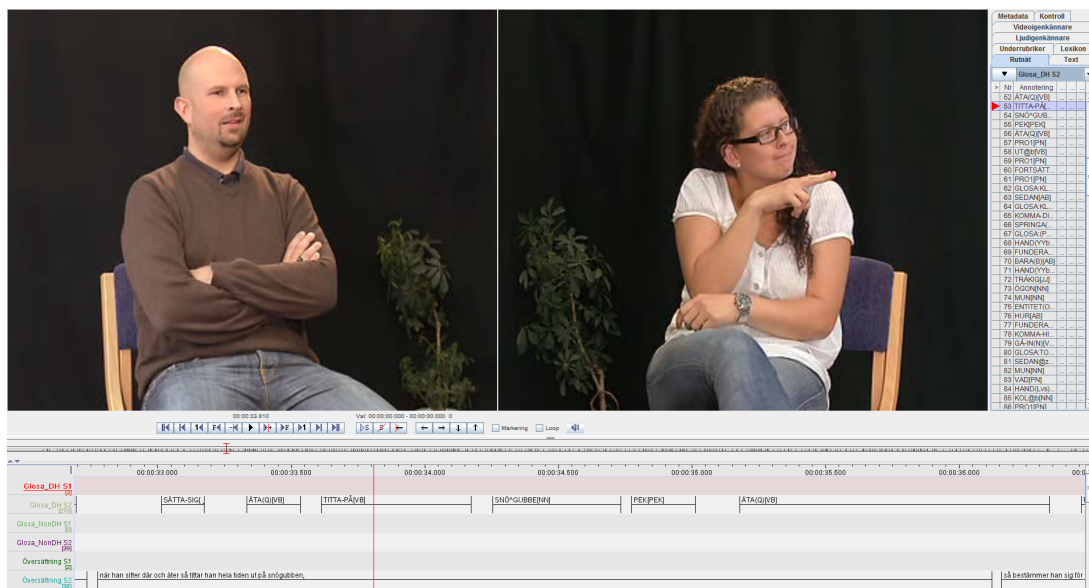 Metadata Kontroll
Videoigenkännare
Ljudigenkännare
Underrubriker Lexikon
Rutnät Text
▼ Glosa_DH S2
> Nr Annotering ... ... ...
52 ÄTA(Q)[VB] ... ... ...
53 TITTA-PÅ[... ... ... ...
54 SNÖ^GUB... ... ... ...
55 PEK[PEK] ... ... ...
56 ÄTA(Q)[VB] ... ... ...
57 PRO1[PN] ... ... ...
58 UT@b[VB] ... ... ...
59 PRO1[PN] ... ... ...
60 FORTSÄTT... ... ... ...
61 PRO1[PN] ... ... ...
62 GLOSA:KL... ... ... ...
63 SEDAN[AB] ... ... ...
64 GLOSA:KL... ... ... ...
65 KOMMA-DI... ... ... ...
66 SPRINGA(... ... ... ...
67 GLOSA:(P... ... ... ...
68 HAND(YYb... ... ... ...
69 FUNDERA... ... ... ...
70 BARA(B)[AB] ... ... ...
71 HAND(YYb... ... ... ...
72 TRÅKIG[JJ] ... ... ...
73 ÖGON[NN] ... ... ...
74 MUN[NN] ... ... ...
75 ENTITET(O... ... ... ...
76 HUR[AB] ... ... ...
77 FUNDERA... ... ... ...
78 KOMMA-HI... ... ... ...
79 GÅ-IN(N)[V... ... ... ...
80 GLOSA:TO... ... ... ...
81 SEDAN@z... ... ... ...
82 MUN[NN] ... ... ...
83 VAD[PN] ... ... ...
84 HAND(Lvs)... ... ... ...
85 KOL@b[NN] ... ... ...
86 PRO1[PN] ... ... ...
00:00:33.810 Val: 00:00:00.000 - 00:00:00.000 0
1 F F 1 S S Markering Loop
00:00:33.000 00:00:33.500 00:00:34.000 00:00:34.500 00:00:35.000 00:00:35.500 00:00:36.000
Glosa_DH S1
Glosa_DH S2 SÄTTA-SIG[ ÄTA(Q)[VB] TITTA-PÅ[VB] SNÖ^GUBBE[NN] PEK[PEK] ÄTA(Q)[VB]
[270]
Glosa_NonDH S1
[0]
Glosa_NonDH S2
[39]
Översättning S1
[2]
Översättning S2 när han sitter där och äter så tittar han hela tiden ut på snögubben, så bestämmer han sig för